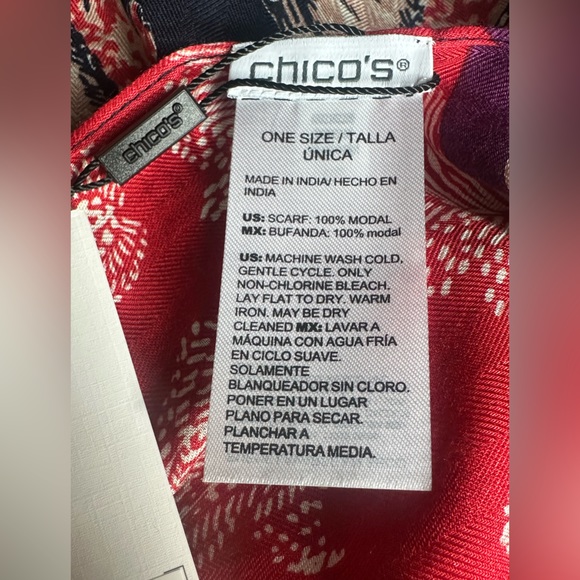 chico's®
chico's®
ONE SIZE/TALLA
ÚNICA
MADE IN INDIA/ HECHO EN
INDIA
US: SCARF: 100% MODAL
MX: BUFANDA: 100% modal
US: MACHINE WASH COLD,
GENTLE CYCLE. ONLY
NON-CHLORINE BLEACH.
LAY FLAT TO DRY. WARM
IRON. MAY BE DRY
CLEANED MX: LAVAR A
MÁQUINA CON AGUA FRÍA
EN CICLO SUAVE.
SOLAMENTE
BLANQUEADOR SIN CLORO.
PONER EN UN LUGAR
PLANO PARA SECAR.
PLANCHAR A
TEMPERATURA MEDIA.